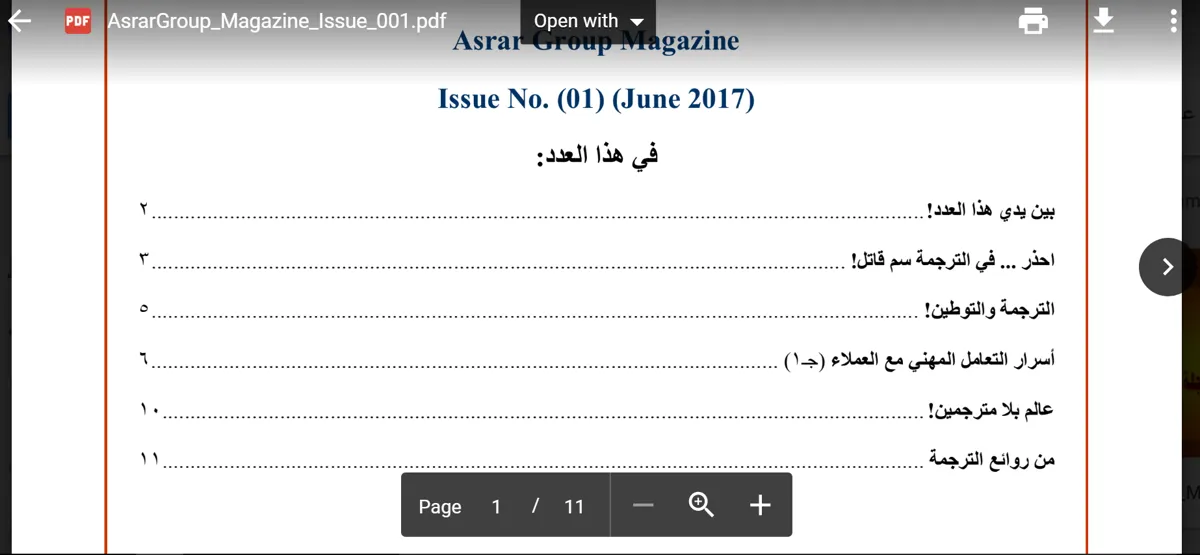 AsrarGroup_Magazine_Issue_001.pdf
Open with
Asrar Group Magazine
Issue No. (01) (June 2017)
في هذا العدد:
بين يدي هذا العدد! ٢
احذر ... في الترجمة سم قاتل! ٣
الترجمة والتوطين! ٥
أسرار التعامل المهني مع العملاء (جـ١) ٦
عالم بلا مترجمين! ١٠
من روائع الترجمة ١١
Page 1 / 11